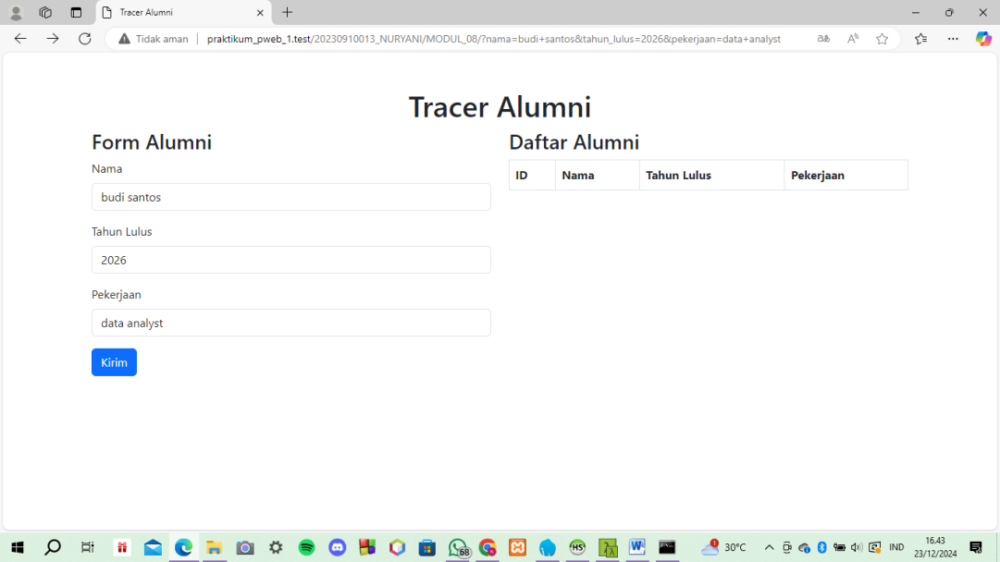 Tracer Alumni
Tidak aman
praktikum_pweb_1.test/20230910013_NURYANI/MODUL_08/?nama=budi+santos&tahun_lulus=2026&pekerjaan=data+analyst
Tracer Alumni
Form Alumni
Nama
budi santos
Tahun Lulus
2026
Pekerjaan
data analyst
Kirim
Daftar Alumni
ID Nama Tahun Lulus Pekerjaan
68
1
30°C
IND
16.43
23/12/2024